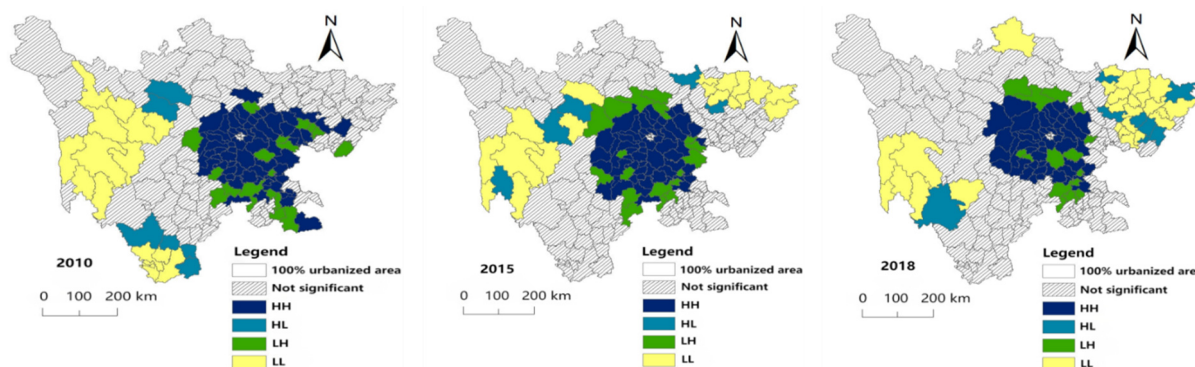 N
2010
0 100 200 km
Legend
100% urbanized area
Not significant
HH
HL
LH
LL
N
2015
0 100 200 km
Legend
100% urbanized area
Not significant
HH
HL
LH
LL
N
2018
0 100 200 km
Legend
100% urbanized area
Not significant
HH
HL
LH
LL